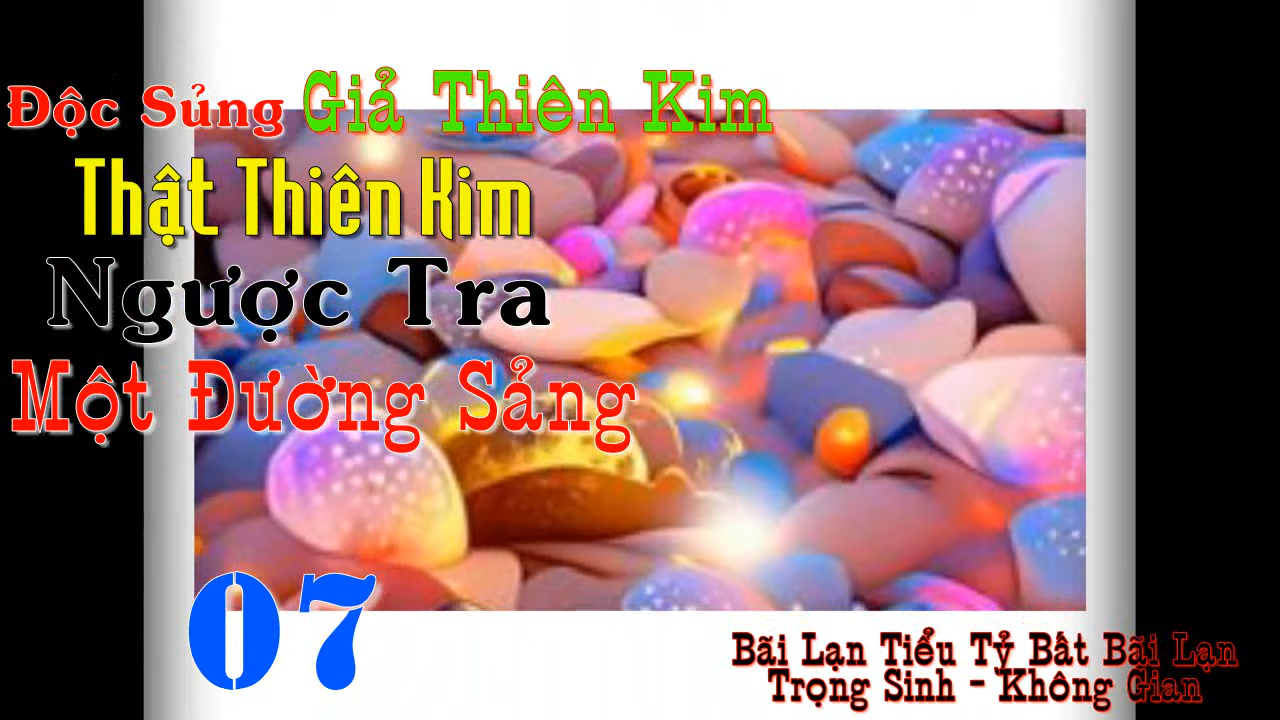 Độc Sủng Giả Thiên Kim
Thật Thiên Kim
Ngược Tra
Một Đường Sảng
07
Bãi Lạn Tiểu Tỷ Bất Bãi Lạn
Trọng Sinh - Không Gian